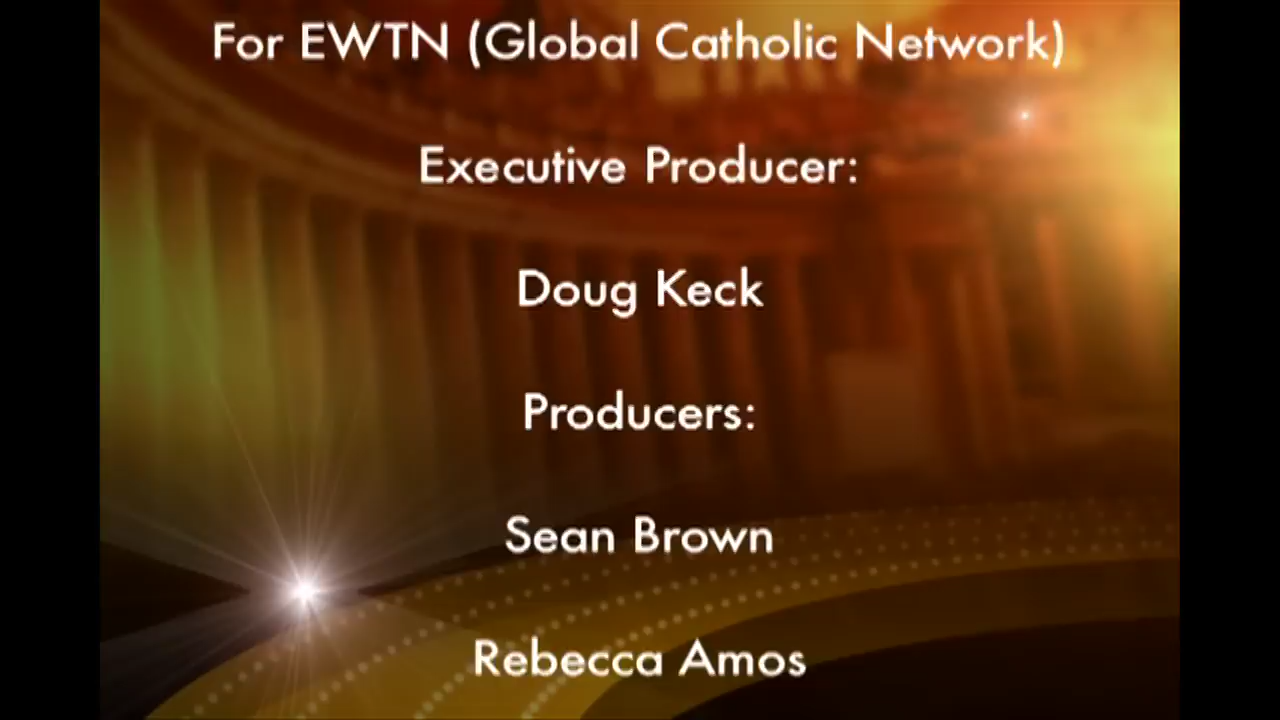 For EWTN (Global Catholic Network)
Executive Producer:
Doug Keck
Producers:
Sean Brown
Rebecca Amos